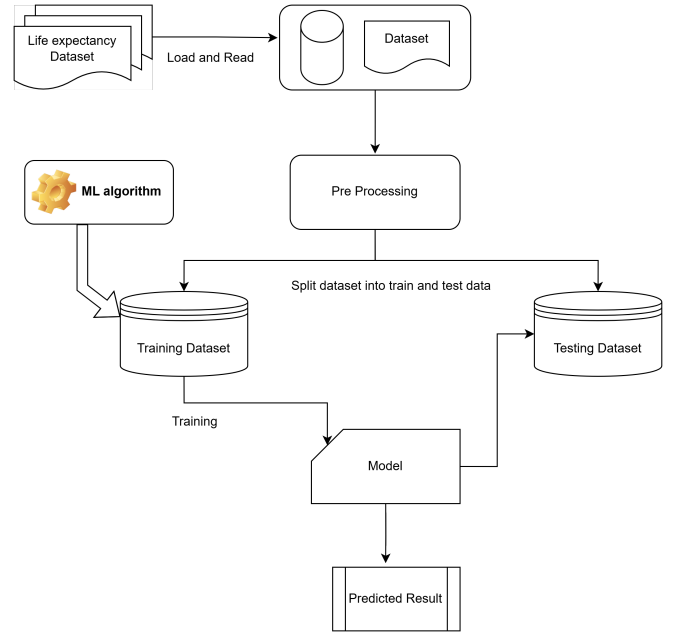 Life expectancy
Dataset
Load and Read
Dataset
ML algorithm
Pre Processing
Split dataset into train and test data
Training Dataset
Testing Dataset
Training
Model
Predicted Result